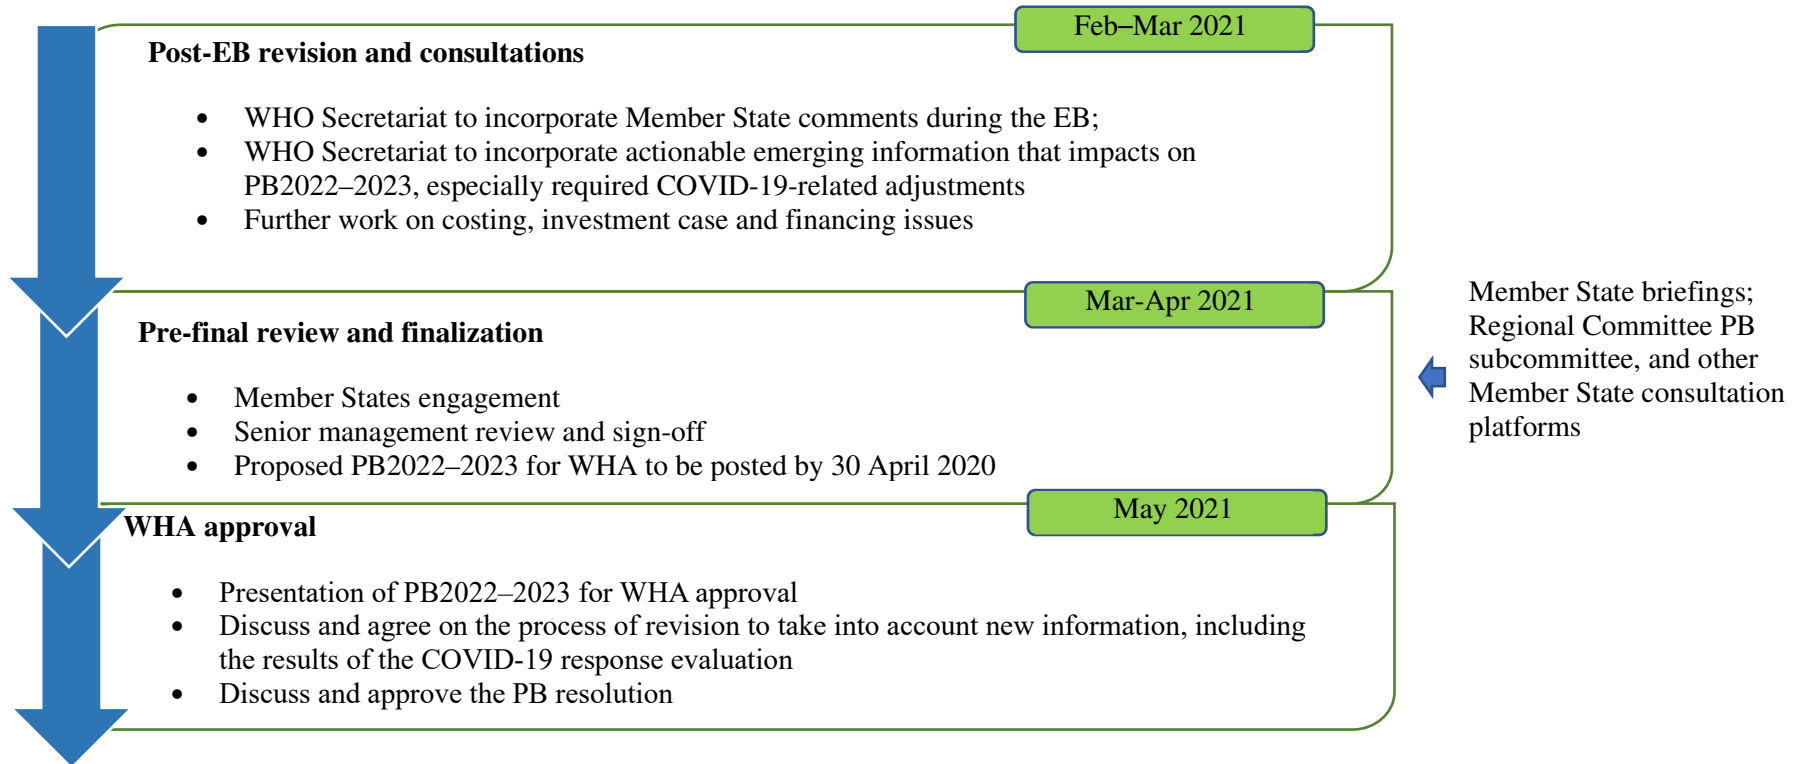 Feb–Mar 2021
Post-EB revision and consultations
• WHO Secretariat to incorporate Member State comments during the EB;
• WHO Secretariat to incorporate actionable emerging information that impacts on
PB2022–2023, especially required COVID-19-related adjustments
• Further work on costing, investment case and financing issues
Mar-Apr 2021
Pre-final review and finalization
• Member States engagement
• Senior management review and sign-off
• Proposed PB2022–2023 for WHA to be posted by 30 April 2020
Member State briefings;
Regional Committee PB
subcommittee, and other
Member State consultation
platforms
May 2021
WHA approval
• Presentation of PB2022–2023 for WHA approval
• Discuss and agree on the process of revision to take into account new information, including
the results of the COVID-19 response evaluation
• Discuss and approve the PB resolution